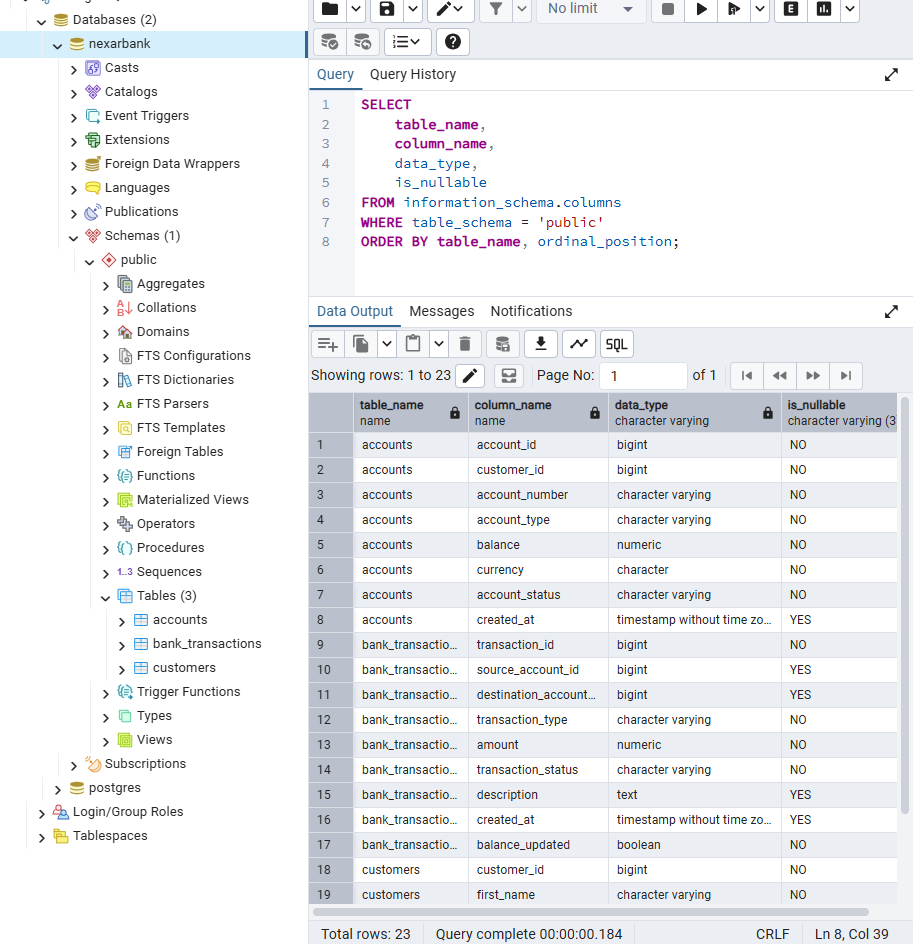 Databases (2)
nexarbank
Casts
Catalogs
Event Triggers
Extensions
Foreign Data Wrappers
Languages
Publications
Schemas (1)
public
Aggregates
Collations
Domains
FTS Configurations
FTS Dictionaries
Aa FTS Parsers
FTS Templates
Foreign Tables
Functions
Materialized Views
Operators
Procedures
1..3 Sequences
Tables (3)
accounts
bank_transactions
customers
Trigger Functions
Types
Views
Subscriptions
postgres
Login/Group Roles
Tablespaces
No limit
E
Query Query History
1 SELECT
2 table_name,
3 column_name,
4 data_type,
5 is_nullable
6 FROM information_schema.columns
7 WHERE table_schema = 'public'
8 ORDER BY table_name, ordinal_position;
Data Output Messages Notifications
SQL
Showing rows: 1 to 23 Page No: 1 of 1
table_name column_name data_type is_nullable
name name character varying character varying (3
1 accounts account_id bigint NO
2 accounts customer_id bigint NO
3 accounts account_number character varying NO
4 accounts account_type character varying NO
5 accounts balance numeric NO
6 accounts currency character NO
7 accounts account_status character varying NO
8 accounts created_at timestamp without time zo... YES
9 bank_transactio... transaction_id bigint NO
10 bank_transactio... source_account_id bigint YES
11 bank_transactio... destination_account... bigint YES
12 bank_transactio... transaction_type character varying NO
13 bank_transactio... amount numeric NO
14 bank_transactio... transaction_status character varying NO
15 bank_transactio... description text YES
16 bank_transactio... created_at timestamp without time zo... YES
17 bank_transactio... balance_updated boolean NO
18 customers customer_id bigint NO
19 customers first_name character varying NO
Total rows: 23 Query complete 00:00:00.184 CRLF Ln 8, Col 39